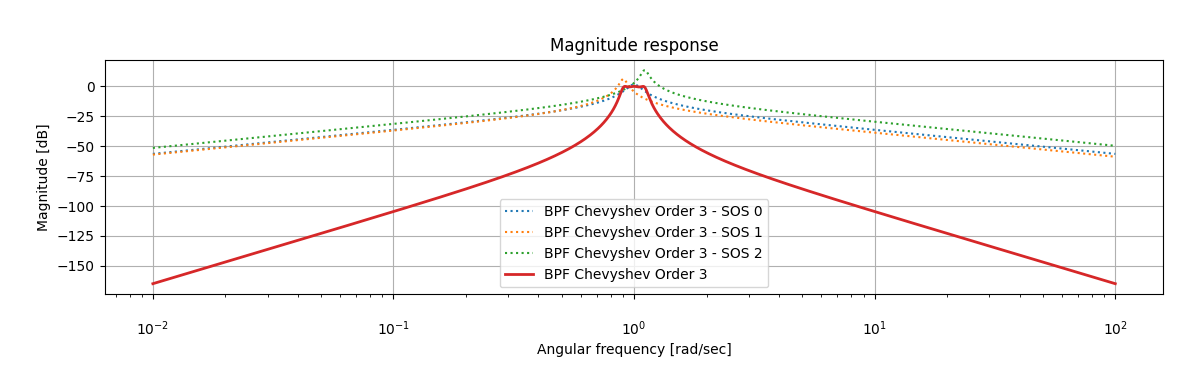 Magnitude response
Magnitude [dB]
0
−25
−50
−75
−100
−125
−150
BPF Chevyshev Order 3 - SOS 0
BPF Chevyshev Order 3 - SOS 1
BPF Chevyshev Order 3 - SOS 2
BPF Chevyshev Order 3
10⁻² 10⁻¹ 10⁰ 10¹ 10²
Angular frequency [rad/sec]